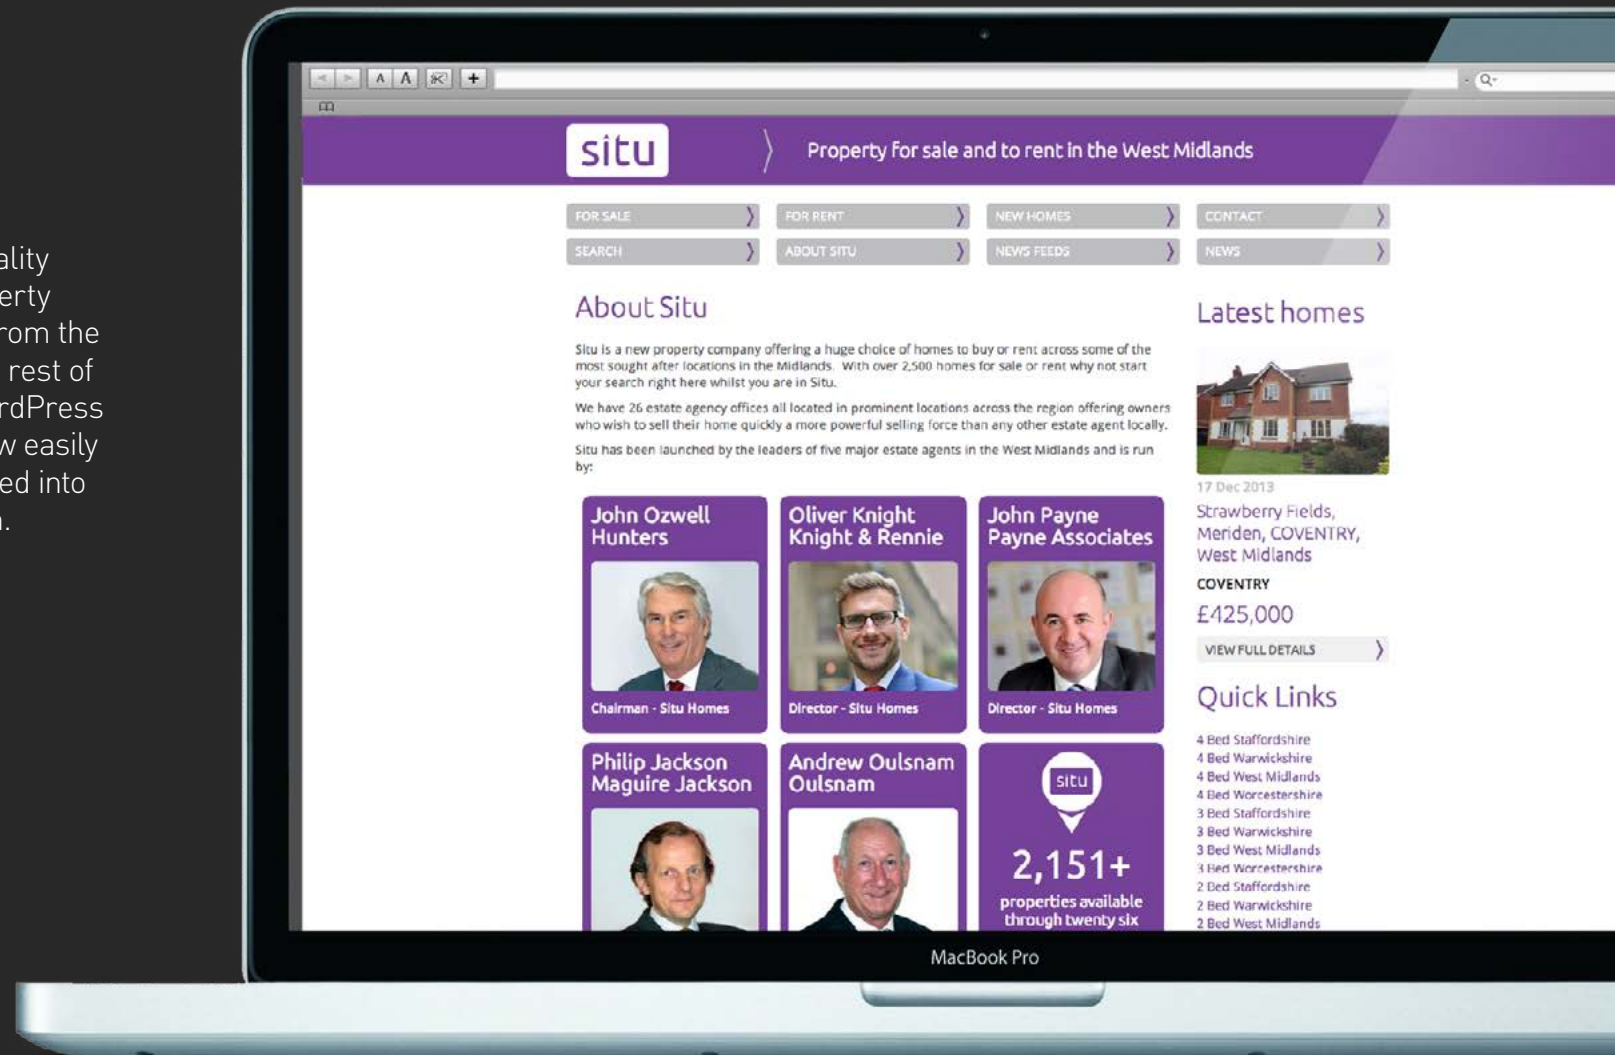 ality
erty
rom the
rest of
rdPress
w easily
ed into
n.
A A +
situ
Property for sale and to rent in the West Midlands
FOR SALE
FOR RENT
NEW HOMES
CONTACT
SEARCH
ABOUT SITU
NEWS FEEDS
NEWS
About Situ
Situ is a new property company offering a huge choice of homes to buy or rent across some of the
most sought after locations in the Midlands. With over 2,500 homes for sale or rent why not start
your search right here whilst you are in Situ.
We have 26 estate agency offices all located in prominent locations across the region offering owners
who wish to sell their home quickly a more powerful selling force than any other estate agent locally.
Situ has been launched by the leaders of five major estate agents in the West Midlands and is run
by:
John Ozwell
Hunters
Chairman - Situ Homes
Oliver Knight
Knight & Rennie
Director - Situ Homes
John Payne
Payne Associates
Director - Situ Homes
Philip Jackson
Maguire Jackson
Andrew Oulsnam
Oulsnam
situ
2,151+
properties available
through twenty six
Latest homes
17 Dec 2013
Strawberry Fields,
Meriden, COVENTRY,
West Midlands
COVENTRY
£425,000
VIEW FULL DETAILS
Quick Links
4 Bed Staffordshire
4 Bed Warwickshire
4 Bed West Midlands
4 Bed Worcestershire
3 Bed Staffordshire
3 Bed Warwickshire
3 Bed West Midlands
3 Bed Worcestershire
2 Bed Staffordshire
2 Bed Warwickshire
2 Bed West Midlands
MacBook Pro